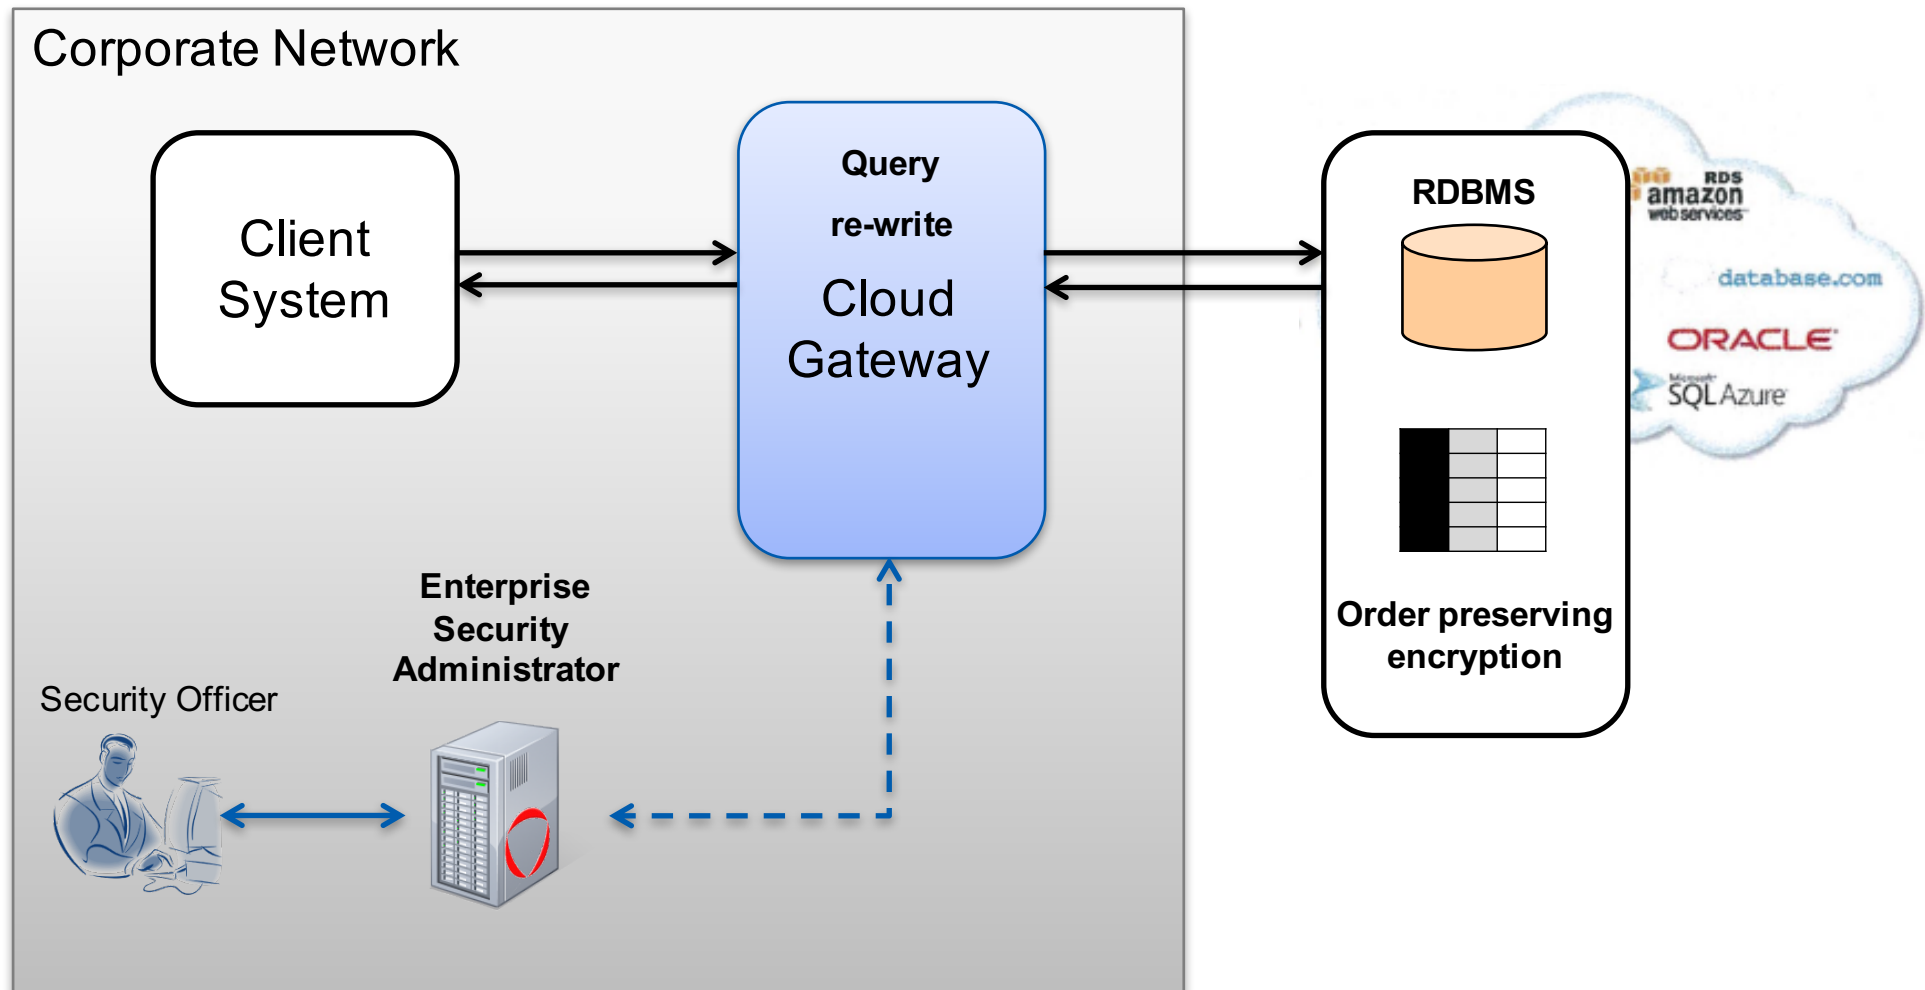 Corporate Network
Client
System
Query
re-write
Cloud
Gateway
RDBMS
Order preserving
encryption
RDS
amazon
web services
database.com
ORACLE
Microsoft
SQL Azure
Enterprise
Security
Administrator
Security Officer